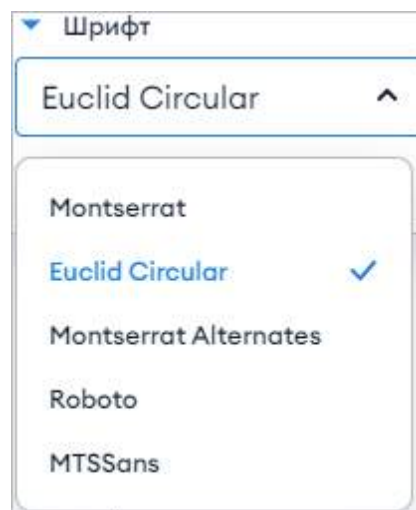 Шрифт
Euclid Circular
Montserrat
Euclid Circular
Montserrat Alternates
Roboto
MTSSans